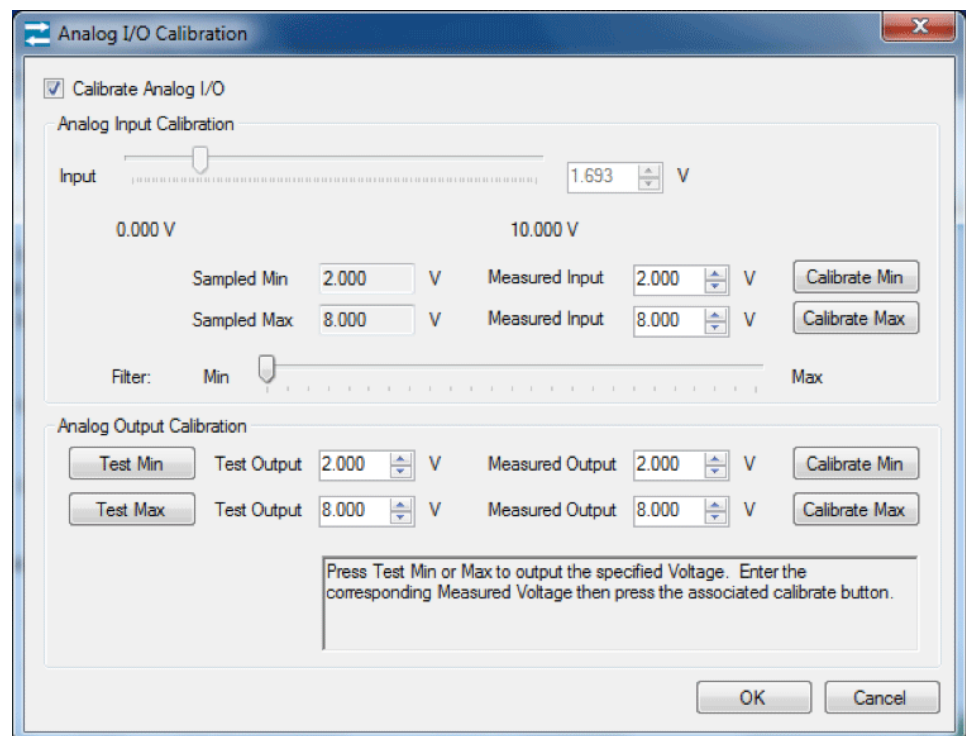 Analog I/O Calibration
Calibrate Analog I/O
Analog Input Calibration
Input 1.693 V
0.000 V 10.000 V
Sampled Min 2.000 V Measured Input 2.000 V Calibrate Min
Sampled Max 8.000 V Measured Input 8.000 V Calibrate Max
Filter: Min Max
Analog Output Calibration
Test Min Test Output 2.000 V Measured Output 2.000 V Calibrate Min
Test Max Test Output 8.000 V Measured Output 8.000 V Calibrate Max
Press Test Min or Max to output the specified Voltage. Enter the
corresponding Measured Voltage then press the associated calibrate button.
OK Cancel